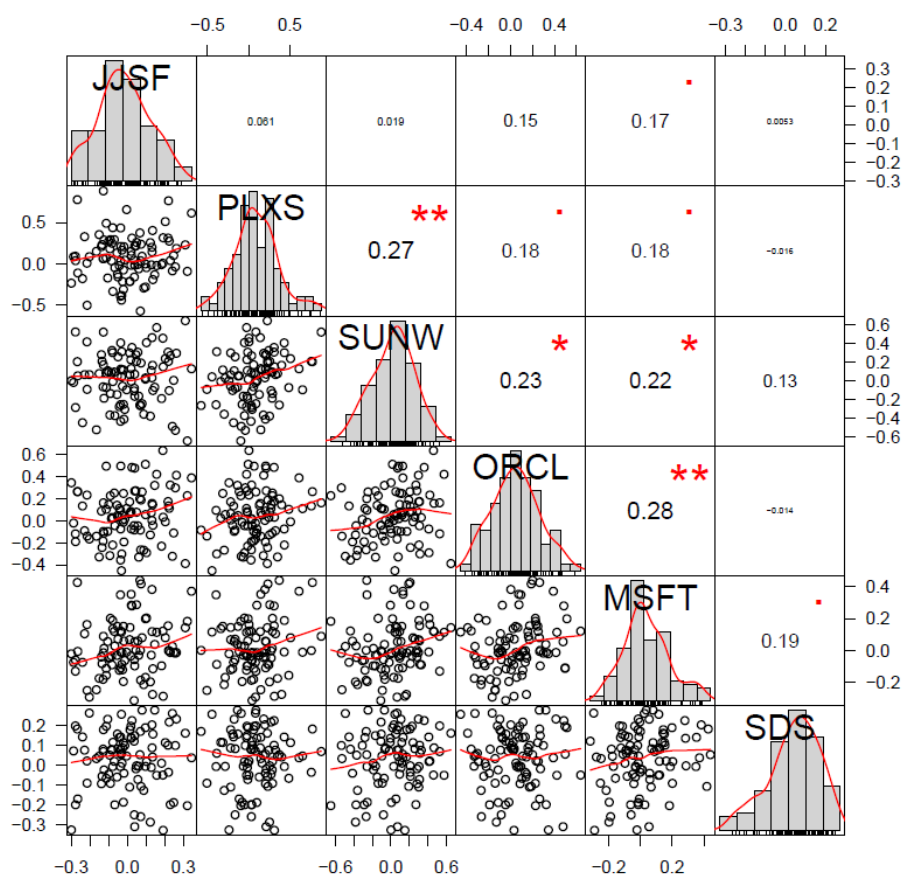 −0.5 0.5 −0.4 0.0 0.4 −0.3 0.0 0.2
JJSF 0.061 0.019 0.15 . 0.17 0.0053 0.3 0.2 0.1 0.0 −0.1 −0.2 −0.3
0.5 0.0 −0.5 PLXS ** 0.27 . 0.18 . 0.18 −0.016
SUNW * 0.23 * 0.22 0.13 0.6 0.4 0.2 0.0 −0.2 −0.4 −0.6
0.6 0.4 0.2 0.0 −0.2 −0.4 ORCL ** 0.28 −0.014
MSFT . 0.19 0.4 0.2 0.0 −0.2
0.2 0.1 0.0 −0.1 −0.3 SDS
−0.3 0.0 0.3 −0.6 0.0 0.6 −0.2 0.2